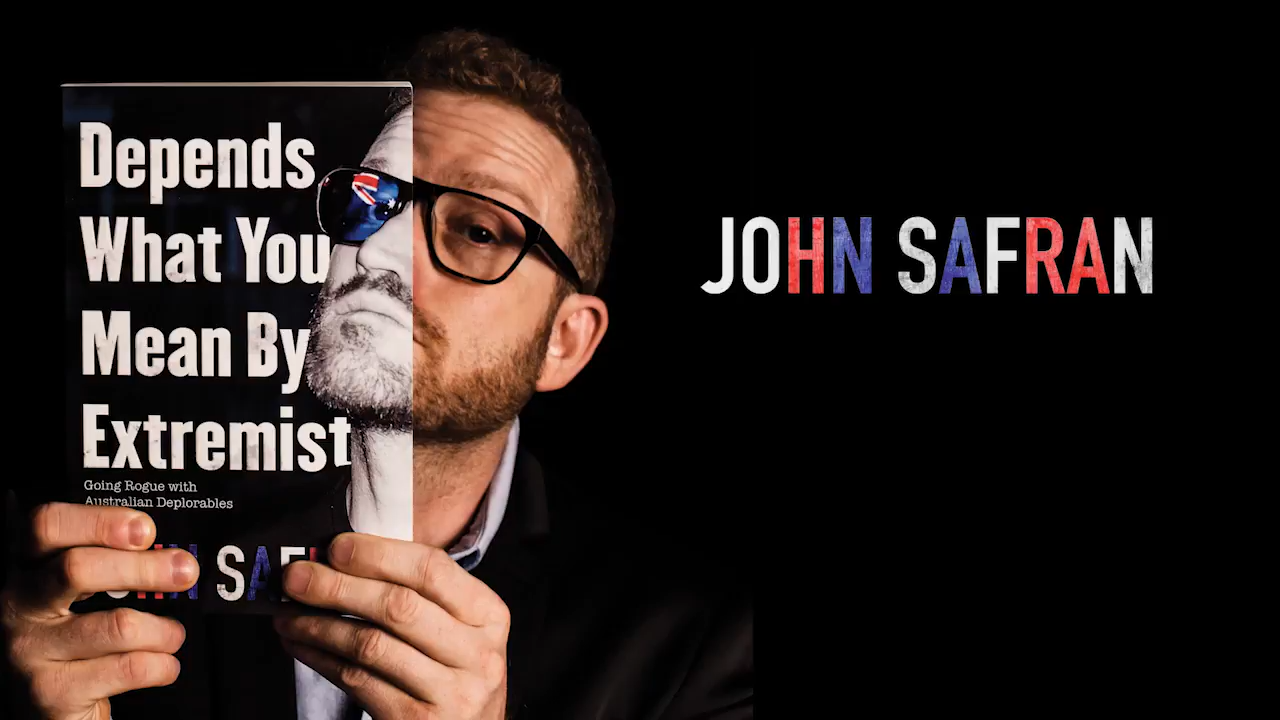 Depends
What You
Mean By
Extremist
Going Rogue with
Australian Deplorables
JOHN SAFRAN